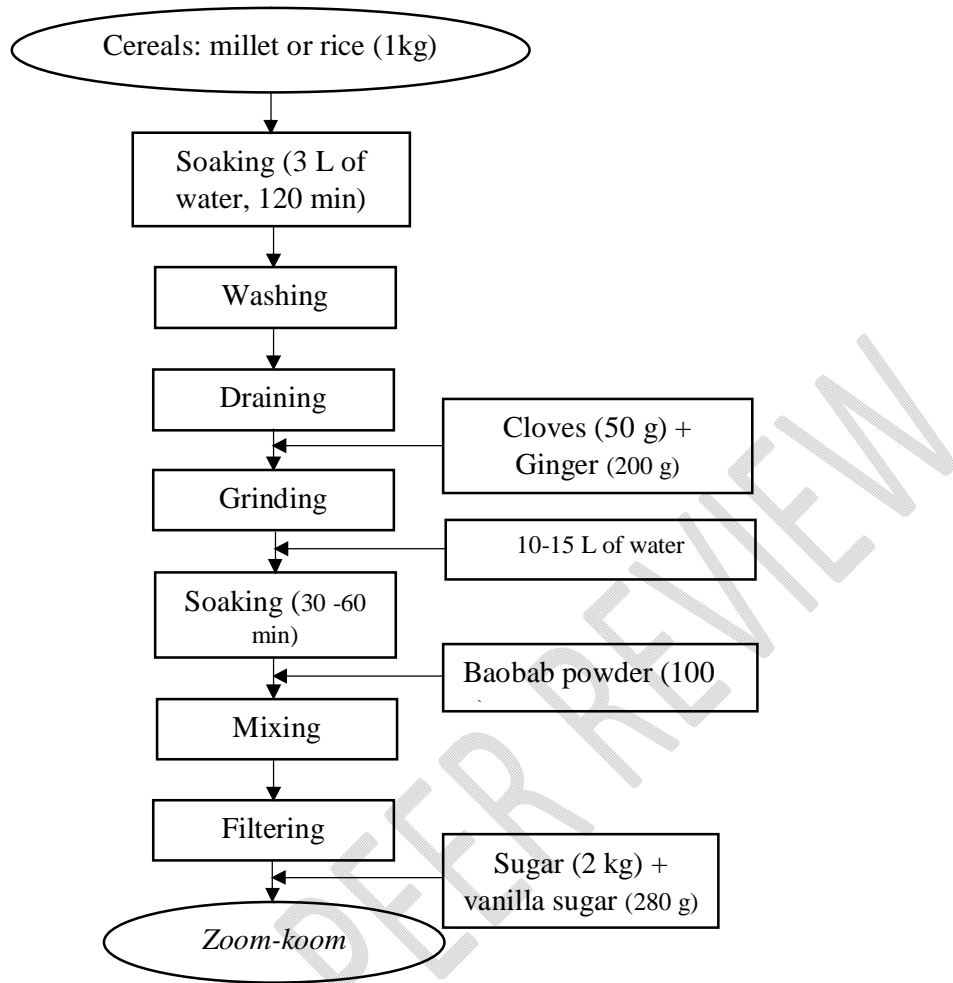 Cereals: millet or rice (1kg)
Soaking (3 L of
water, 120 min)
Washing
Draining
Cloves (50 g) +
Ginger (200 g)
Grinding
10-15 L of water
Soaking (30 -60
min)
Baobab powder (100
Mixing
Filtering
Sugar (2 kg) +
vanilla sugar (280 g)
Zoom-koom
PEER REVIEW